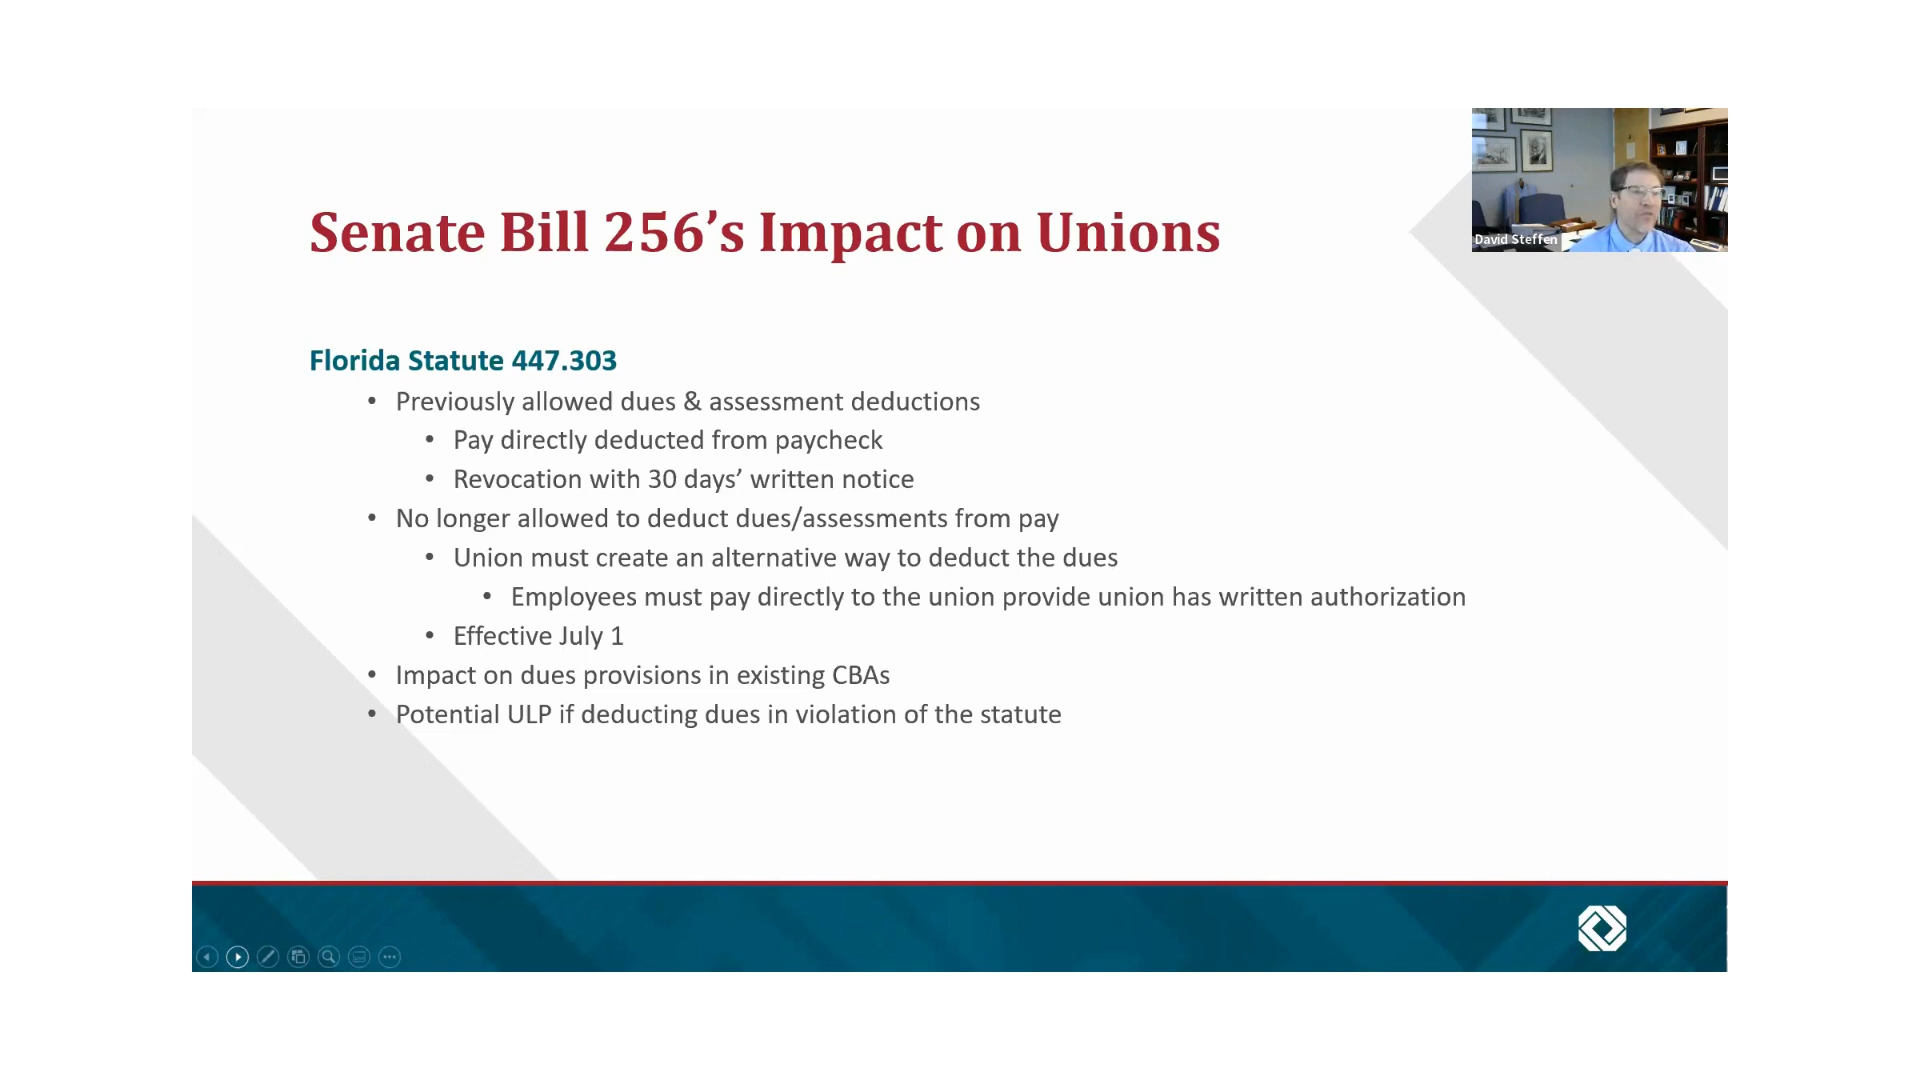 Senate Bill 256’s Impact on Unions
David Steffen
Florida Statute 447.303
• Previously allowed dues & assessment deductions
• Pay directly deducted from paycheck
• Revocation with 30 days’ written notice
• No longer allowed to deduct dues/assessments from pay
• Union must create an alternative way to deduct the dues
• Employees must pay directly to the union provide union has written authorization
• Effective July 1
• Impact on dues provisions in existing CBAs
• Potential ULP if deducting dues in violation of the statute